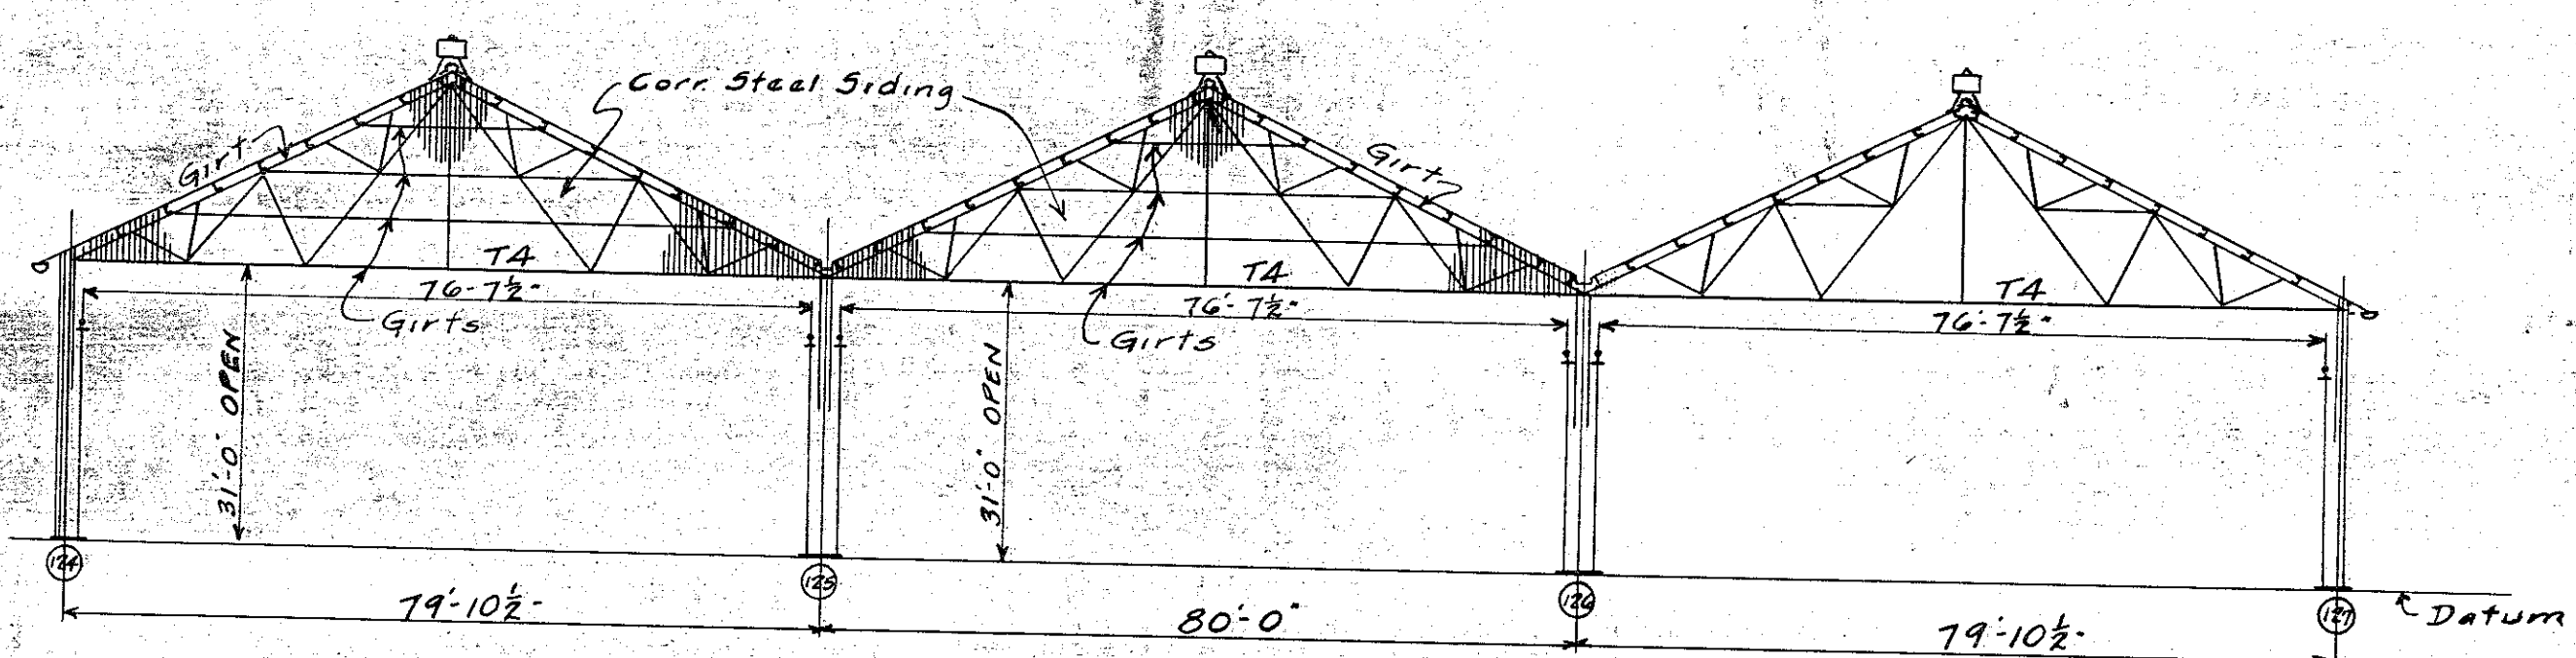 Corr. Steel Siding
Girt
Girt
T4
76-7½"
Girts
31'-0" OPEN
T4
76'-7½"
Girts
31'-0" OPEN
T4
76'-7½"
124
125
126
127
79'-10½"
80'-0"
79'-10½"
Datum